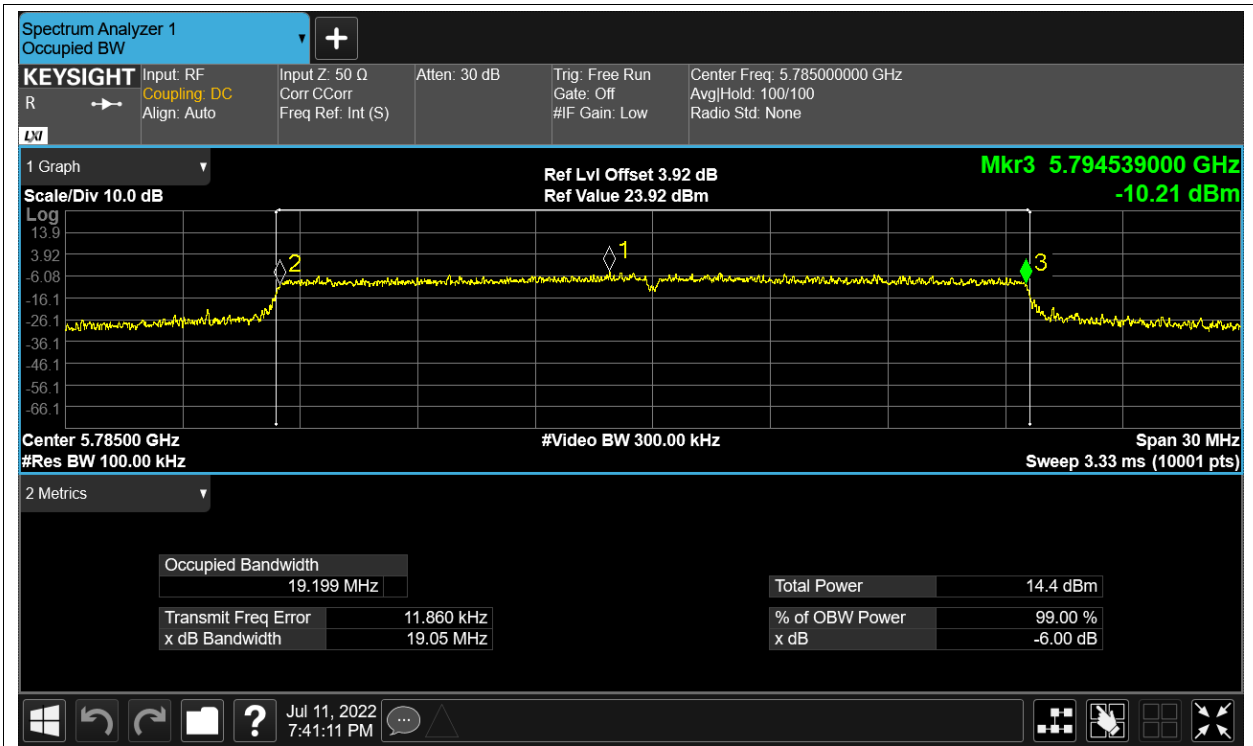 Spectrum Analyzer 1
Occupied BW
KEYSIGHT
R
LXI
Input: RF
Coupling: DC
Align: Auto
Input Z: 50 Ω
Corr CCorr
Freq Ref: Int (S)
Atten: 30 dB
Trig: Free Run
Gate: Off
#IF Gain: Low
Center Freq: 5.785000000 GHz
Avg|Hold: 100/100
Radio Std: None
1 Graph
Scale/Div 10.0 dB
Ref Lvl Offset 3.92 dB
Ref Value 23.92 dBm
Mkr3 5.794539000 GHz
-10.21 dBm
Log
13.9
3.92
-6.08
-16.1
-26.1
-36.1
-46.1
-56.1
-66.1
2
1
3
Center 5.78500 GHz
#Res BW 100.00 kHz
#Video BW 300.00 kHz
Span 30 MHz
Sweep 3.33 ms (10001 pts)
2 Metrics
Occupied Bandwidth
19.199 MHz
Transmit Freq Error 11.860 kHz
x dB Bandwidth 19.05 MHz
Total Power 14.4 dBm
% of OBW Power 99.00 %
x dB -6.00 dB
?
Jul 11, 2022
7:41:11 PM